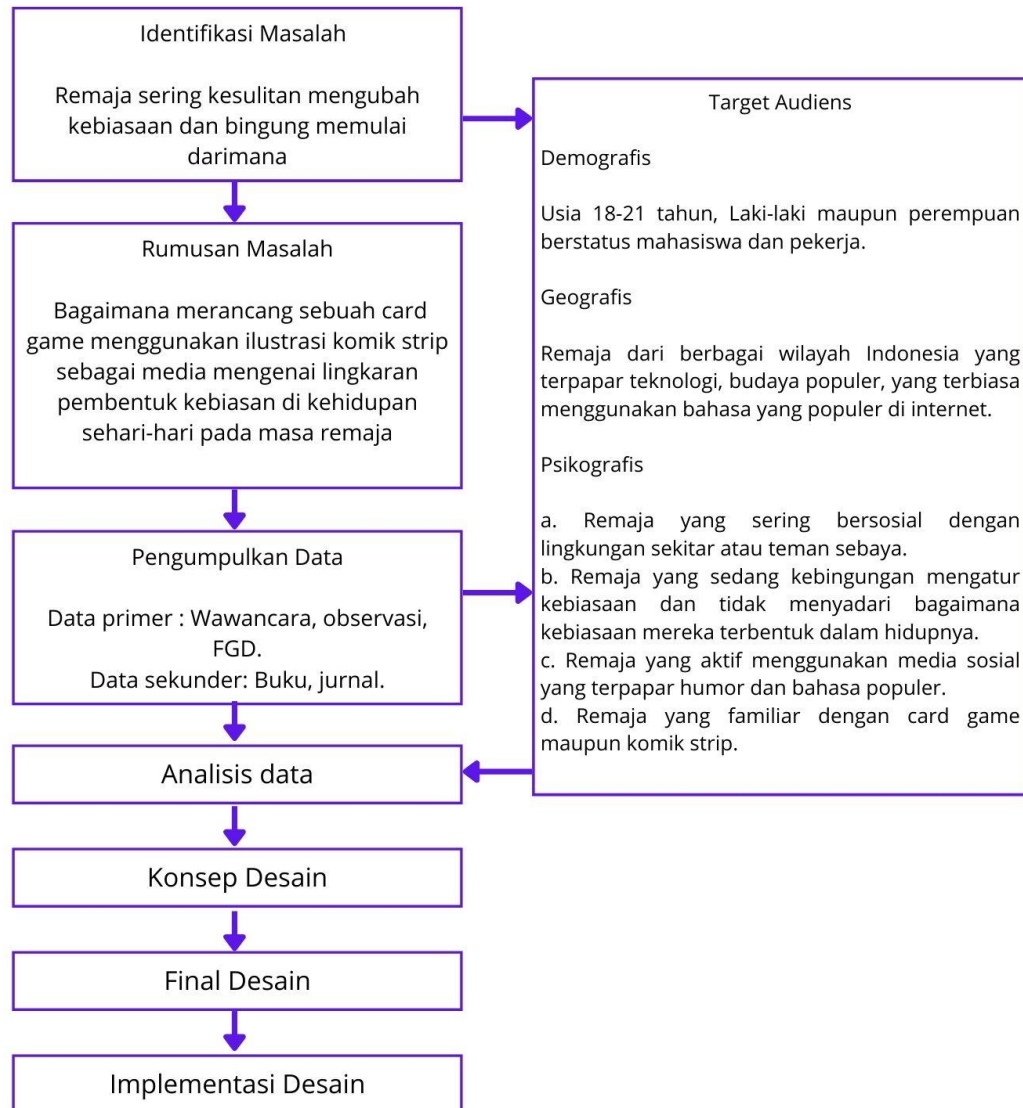 Identifikasi Masalah
Remaja sering kesulitan mengubah
kebiasaan dan bingung memulai
darimana
Rumusan Masalah
Bagaimana merancang sebuah card
game menggunakan ilustrasi komik strip
sebagai media mengenai lingkaran
pembentuk kebiasan di kehidupan
sehari-hari pada masa remaja
Pengumpulkan Data
Data primer : Wawancara, observasi,
FGD.
Data sekunder: Buku, jurnal.
Analisis data
Konsep Desain
Final Desain
Implementasi Desain
Target Audiens
Demografis
Usia 18-21 tahun, Laki-laki maupun perempuan
berstatus mahasiswa dan pekerja.
Geografis
Remaja dari berbagai wilayah Indonesia yang
terpapar teknologi, budaya populer, yang terbiasa
menggunakan bahasa yang populer di internet.
Psikografis
a. Remaja yang sering bersosial dengan
lingkungan sekitar atau teman sebaya.
b. Remaja yang sedang kebingungan mengatur
kebiasaan dan tidak menyadari bagaimana
kebiasaan mereka terbentuk dalam hidupnya.
c. Remaja yang aktif menggunakan media sosial
yang terpapar humor dan bahasa populer.
d. Remaja yang familiar dengan card game
maupun komik strip.